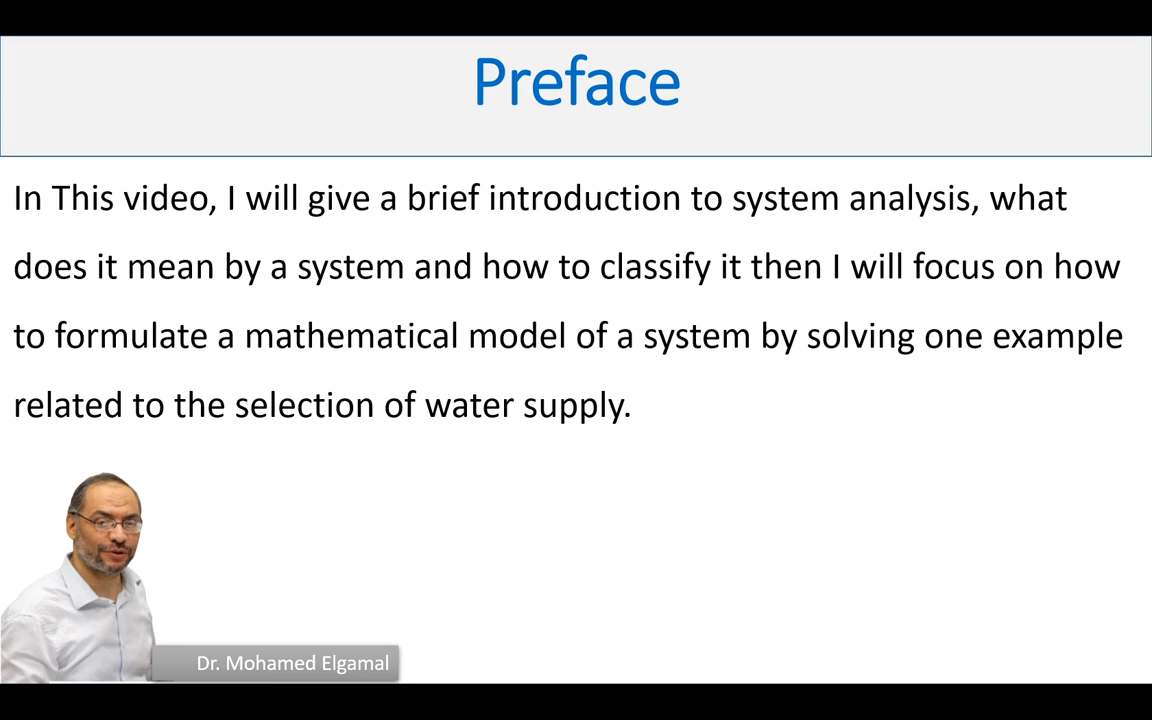 Preface
In This video, I will give a brief introduction to system analysis, what
does it mean by a system and how to classify it then I will focus on how
to formulate a mathematical model of a system by solving one example
related to the selection of water supply.
Dr. Mohamed Elgamal